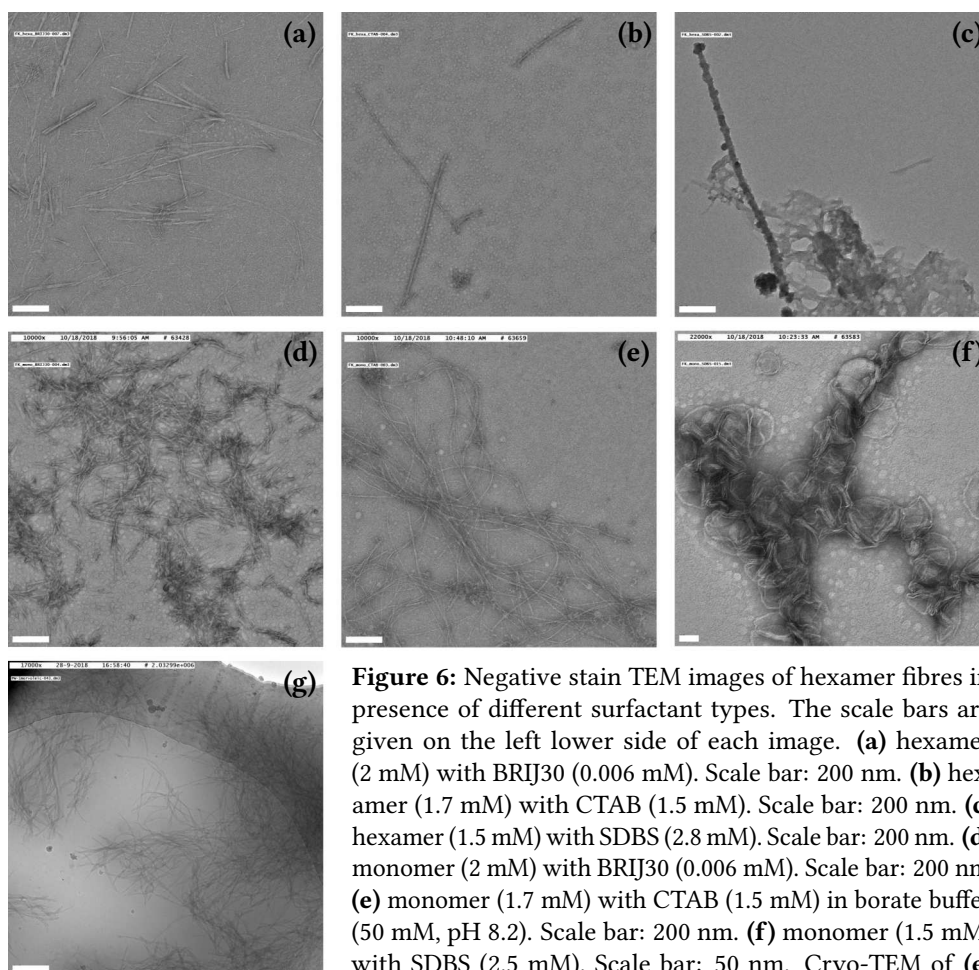 (a)
(b)
(c)
10000x 10/18/2018 9:56:05 AM # 63428
(d)
10000x 10/18/2018 10:48:10 AM # 63659
(e)
22000x 10/18/2018 10:23:33 AM # 63583
(f)
17000x 28-9-2018 16:58:40 # 2.03299e+006
(g)
Figure 6: Negative stain TEM images of hexamer fibres i
presence of different surfactant types. The scale bars ar
given on the left lower side of each image. (a) hexame
(2 mM) with BRIJ30 (0.006 mM). Scale bar: 200 nm. (b) hex
amer (1.7 mM) with CTAB (1.5 mM). Scale bar: 200 nm. (c
hexamer (1.5 mM) with SDBS (2.8 mM). Scale bar: 200 nm. (d
monomer (2 mM) with BRIJ30 (0.006 mM). Scale bar: 200 nm
(e) monomer (1.7 mM) with CTAB (1.5 mM) in borate buffe
(50 mM, pH 8.2). Scale bar: 200 nm. (f) monomer (1.5 mM
with SDBS (2.5 mM). Scale bar: 50 nm. Cryo-TEM of (e